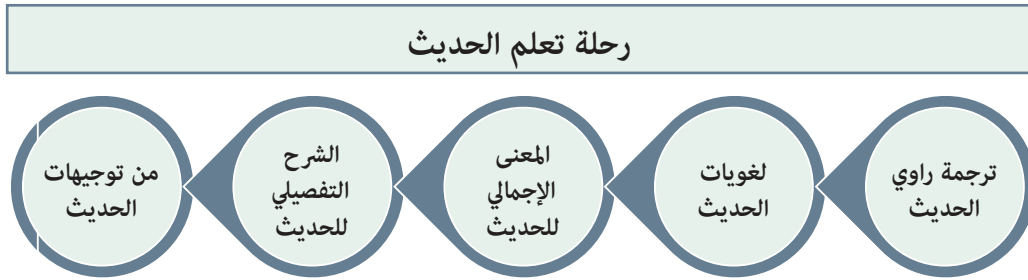 رحلة تعلم الحديث
ترجمة راوي
الحديث
لغويات
الحديث
المعنى
الإجمالي
للحديث
الشرح
التفصيلي
للحديث
من توجيهات
الحديث